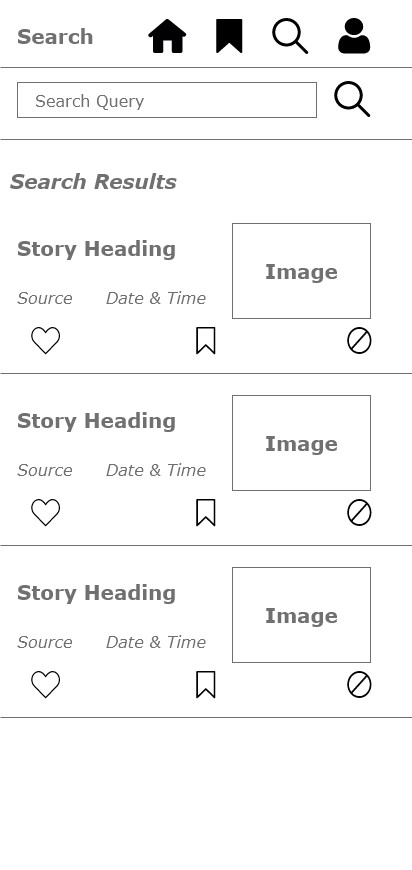 Search
Search Query
Search Results
Story Heading
Image
Source Date & Time
Story Heading
Image
Source Date & Time
Story Heading
Image
Source Date & Time